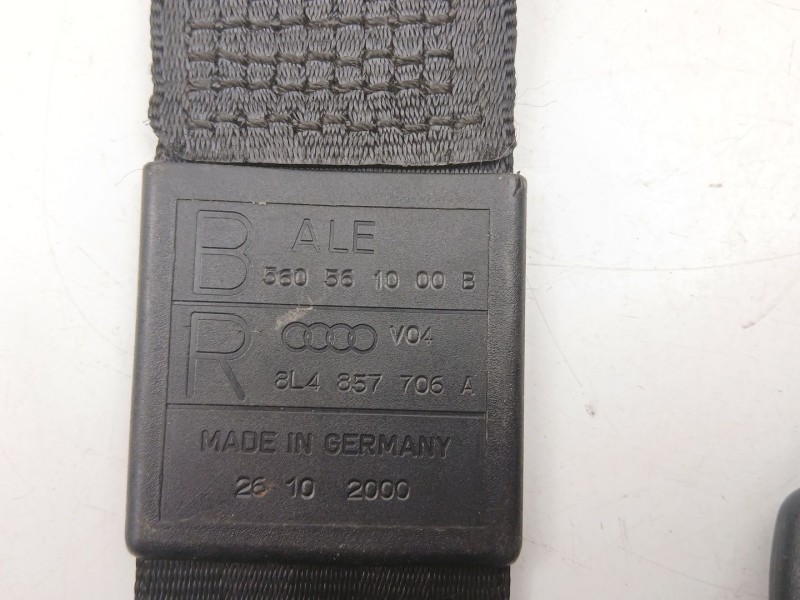 B ALE
560 56 10 00 B
R V04
8L4 857 706 A
MADE IN GERMANY
26 10 2000